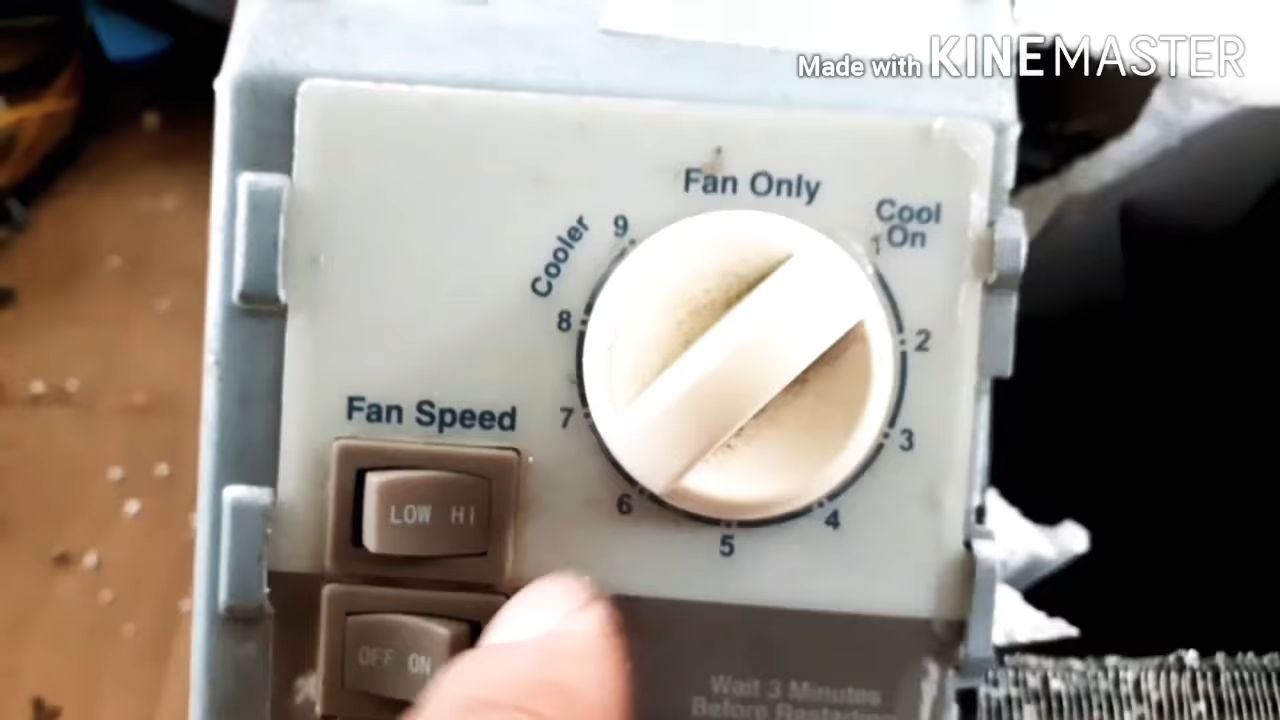 Made with KINEMASTER
Fan Only
Cool
On
Cooler
9
1
8
2
7
3
6
4
5
Fan Speed
LOW HI
OFF ON
Wait 3 Minutes
Before Restarting